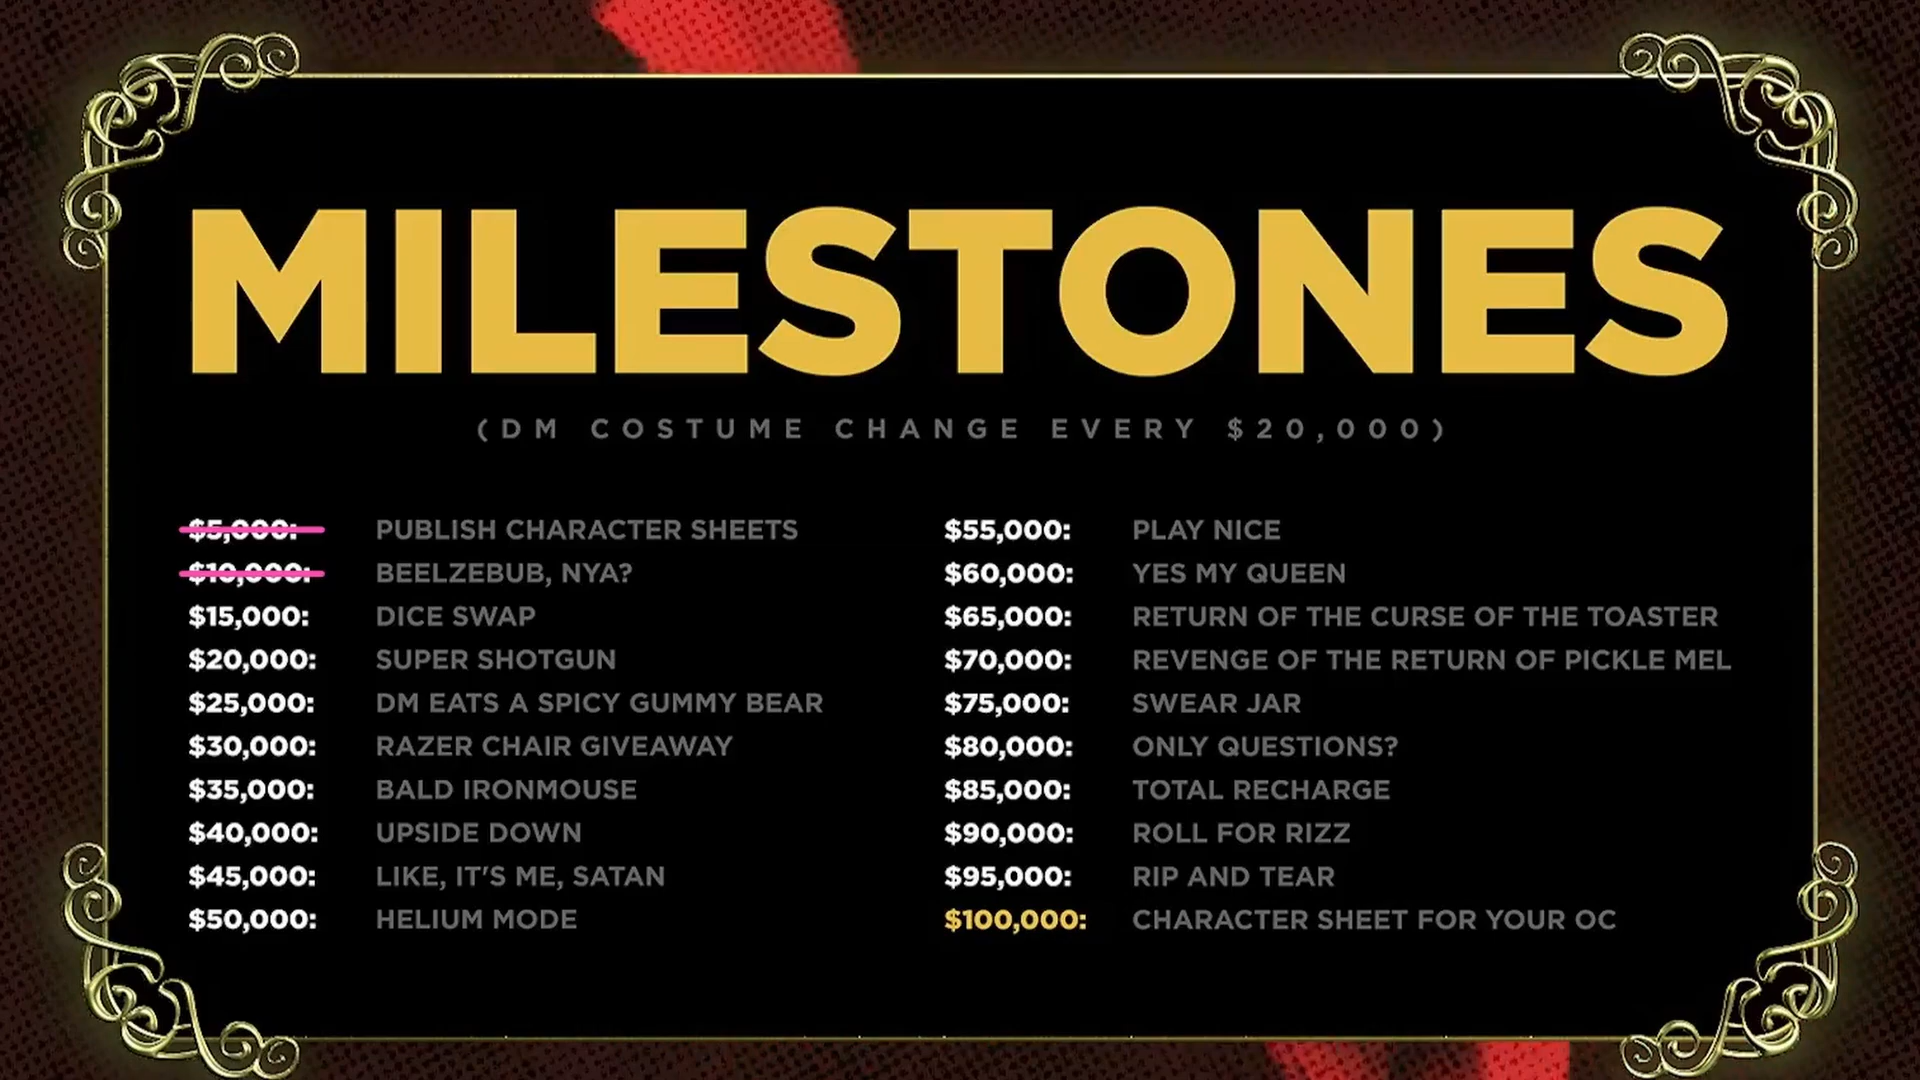 MILESTONES
(DM COSTUME CHANGE EVERY $20,000)
$5,000: PUBLISH CHARACTER SHEETS
$10,000: BEELZEBUB, NYA?
$15,000: DICE SWAP
$20,000: SUPER SHOTGUN
$25,000: DM EATS A SPICY GUMMY BEAR
$30,000: RAZER CHAIR GIVEAWAY
$35,000: BALD IRONMOUSE
$40,000: UPSIDE DOWN
$45,000: LIKE, IT'S ME, SATAN
$50,000: HELIUM MODE
$55,000: PLAY NICE
$60,000: YES MY QUEEN
$65,000: RETURN OF THE CURSE OF THE TOASTER
$70,000: REVENGE OF THE RETURN OF PICKLE MEL
$75,000: SWEAR JAR
$80,000: ONLY QUESTIONS?
$85,000: TOTAL RECHARGE
$90,000: ROLL FOR RIZZ
$95,000: RIP AND TEAR
$100,000: CHARACTER SHEET FOR YOUR OC